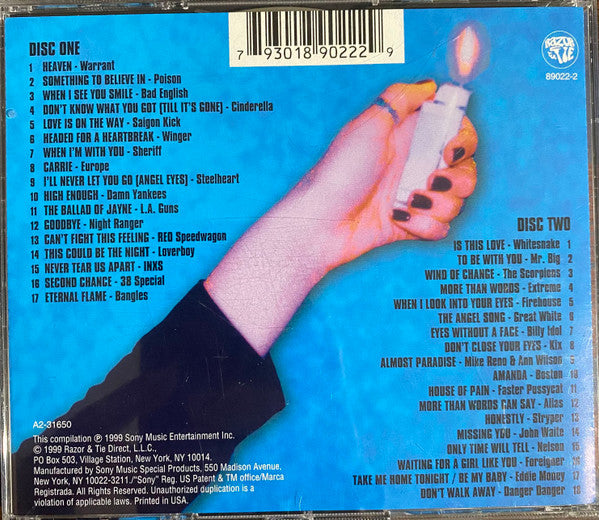 7 93018 90222 9
RAZOR & TIE
89022-2
DISC ONE
1 HEAVEN - Warrant
2 SOMETHING TO BELIEVE IN - Poison
3 WHEN I SEE YOU SMILE - Bad English
4 DON'T KNOW WHAT YOU GOT (TILL IT'S GONE) - Cinderella
5 LOVE IS ON THE WAY - Saigon Kick
6 HEADED FOR A HEARTBREAK - Winger
7 WHEN I'M WITH YOU - Sheriff
8 CARRIE - Europe
9 I'LL NEVER LET YOU GO (ANGEL EYES) - Steelheart
10 HIGH ENOUGH - Damn Yankees
11 THE BALLAD OF JAYNE - L.A. Guns
12 GOODBYE - Night Ranger
13 CAN'T FIGHT THIS FEELING - REO Speedwagon
14 THIS COULD BE THE NIGHT - Loverboy
15 NEVER TEAR US APART - INXS
16 SECOND CHANCE - 38 Special
17 ETERNAL FLAME - Bangles
DISC TWO
IS THIS LOVE - Whitesnake 1
TO BE WITH YOU - Mr. Big 2
WIND OF CHANGE - The Scorpions 3
MORE THAN WORDS - Extreme 4
WHEN I LOOK INTO YOUR EYES - Firehouse 5
THE ANGEL SONG - Great White 6
EYES WITHOUT A FACE - Billy Idol 7
DON'T CLOSE YOUR EYES - Kix 8
ALMOST PARADISE - Mike Reno & Ann Wilson 9
AMANDA - Boston 10
HOUSE OF PAIN - Faster Pussycat 11
MORE THAN WORDS CAN SAY - Alias 12
HONESTLY - Stryper 13
MISSING YOU - John Waite 14
ONLY TIME WILL TELL - Nelson 15
WAITING FOR A GIRL LIKE YOU - Foreigner 16
TAKE ME HOME TONIGHT / BE MY BABY - Eddie Money 17
DON'T WALK AWAY - Danger Danger 18
A2-31650
This compilation ℗ 1999 Sony Music Entertainment Inc.
© 1999 Razor & Tie Direct, L.L.C.,
PO Box 503, Village Station, New York, NY 10014.
Manufactured by Sony Music Special Products, 550 Madison Avenue,
New York, NY 10022-3211./"Sony" Reg. US Patent & TM office/Marca
Registrada. All Rights Reserved. Unauthorized duplication is a
violation of applicable laws. Printed in USA.